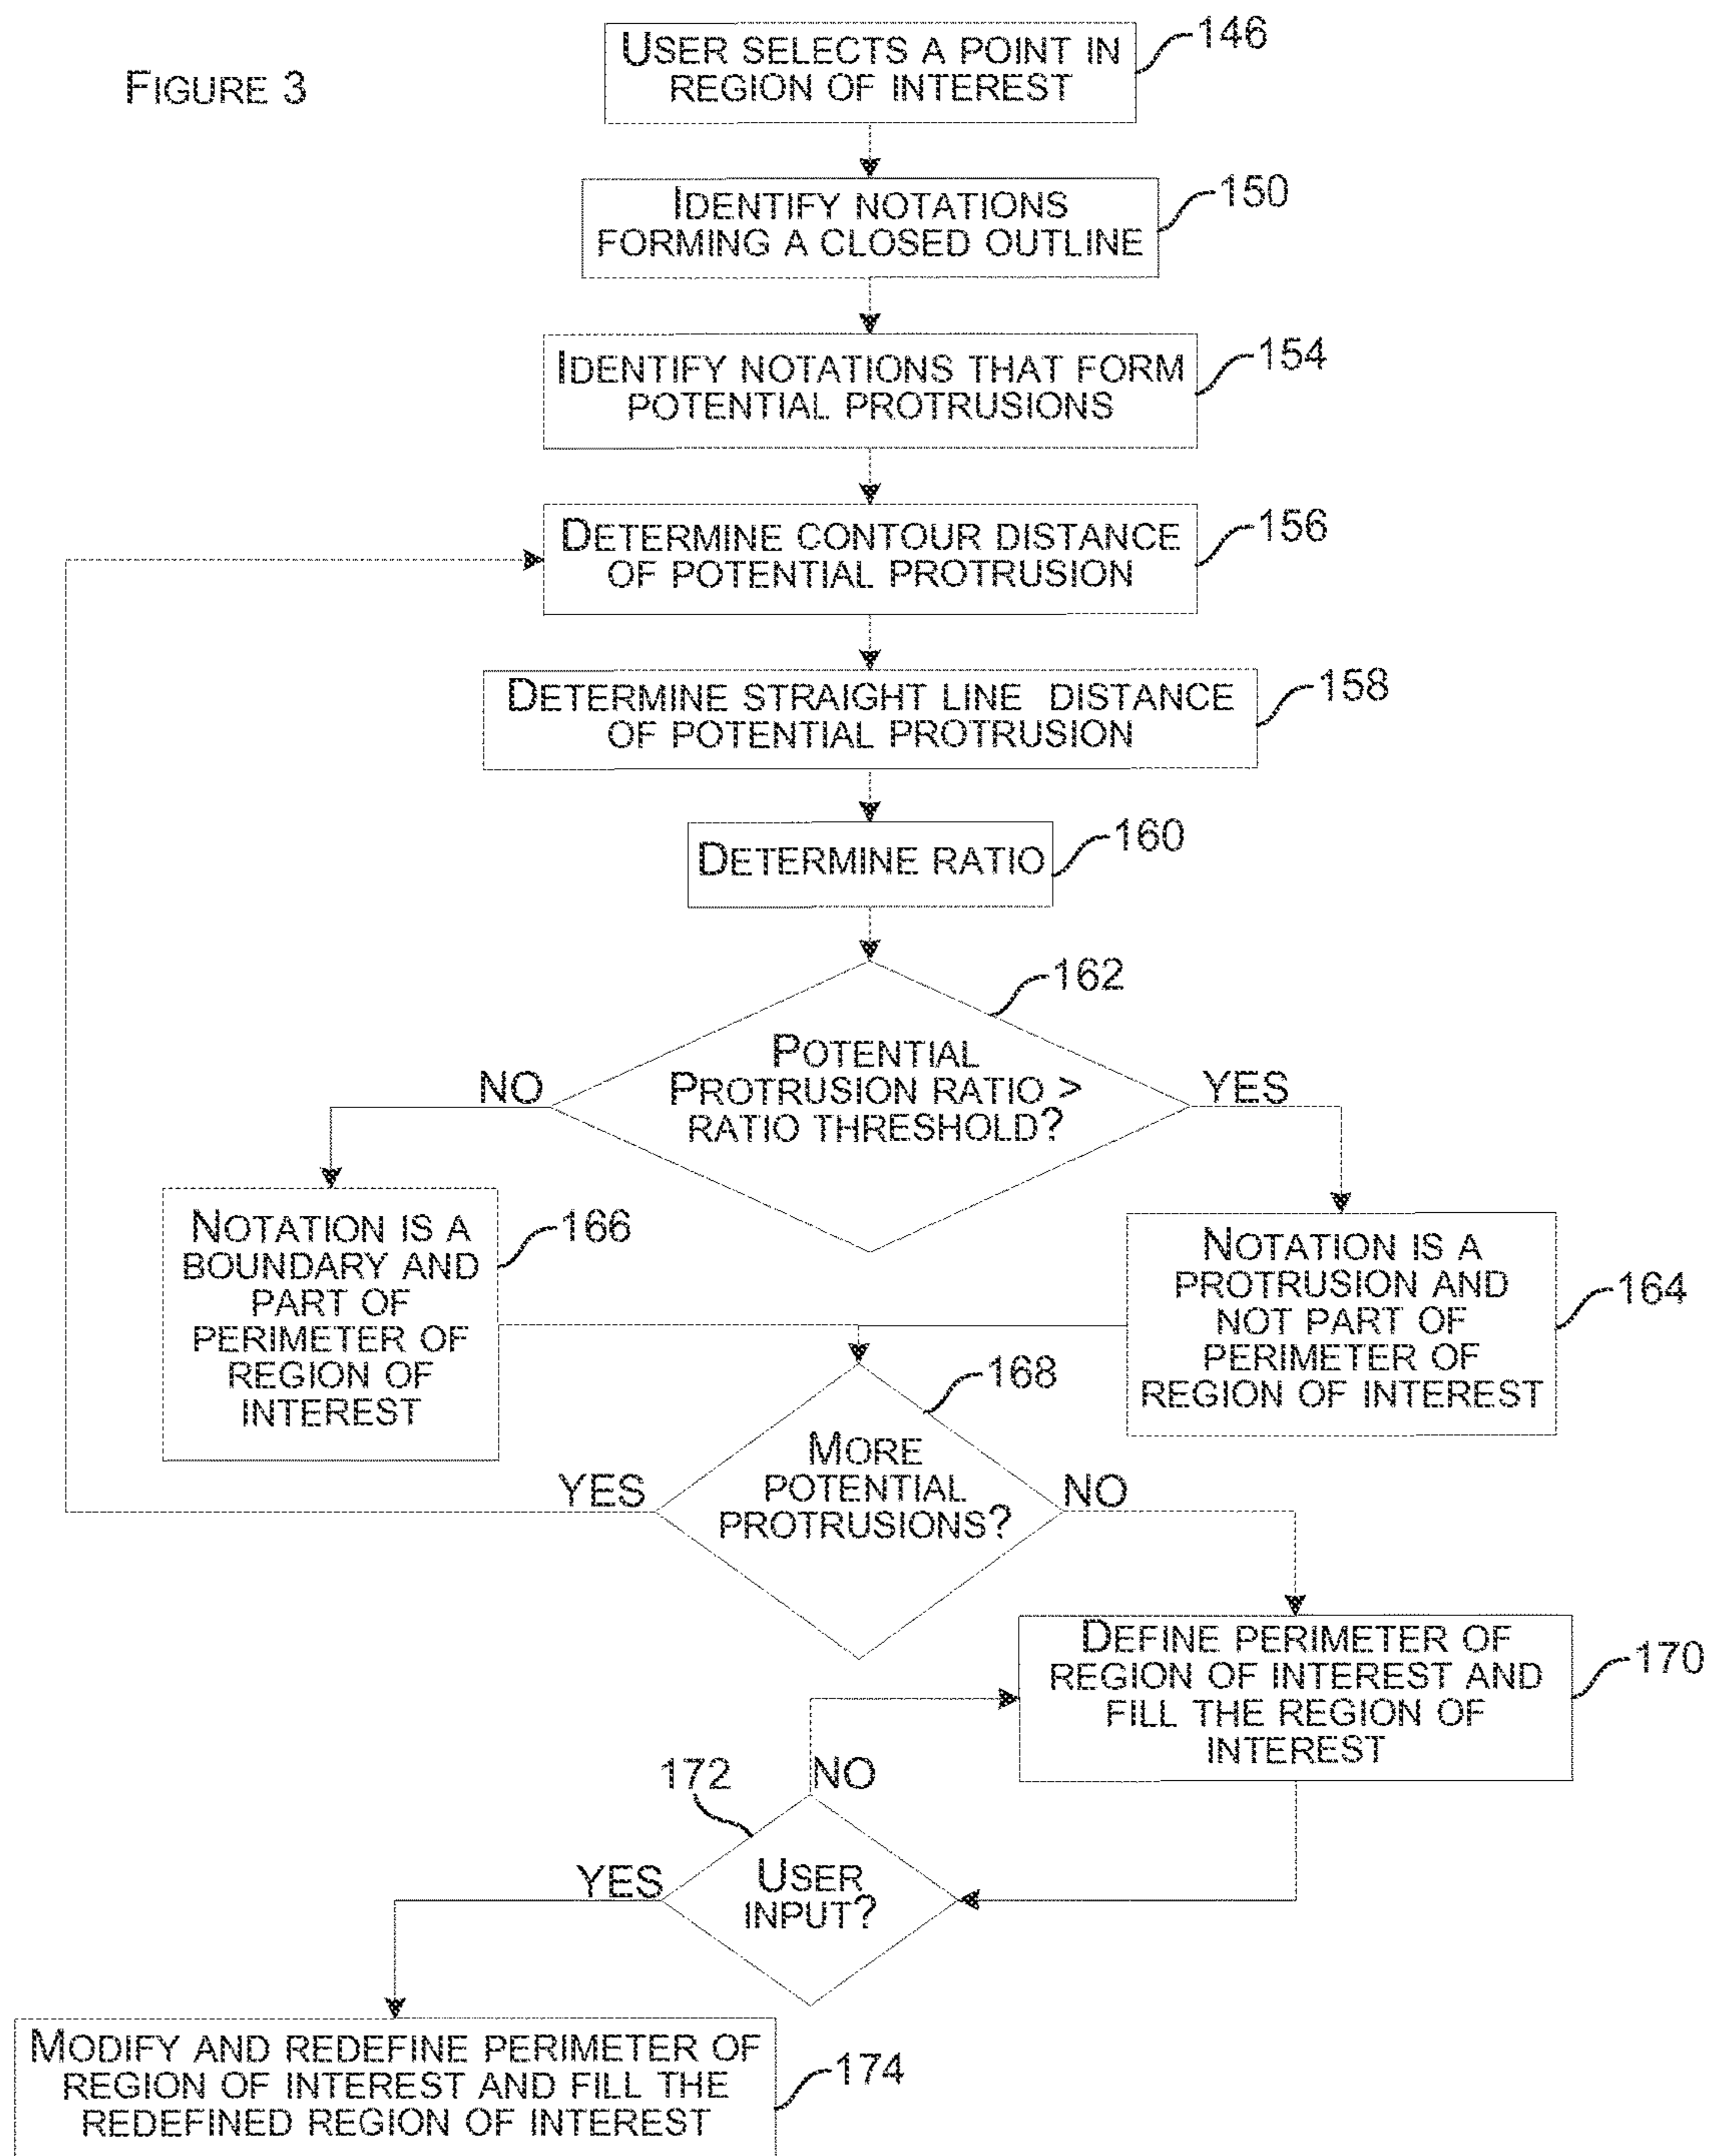 FIGURE 3
USER SELECTS A POINT IN
REGION OF INTEREST
146
IDENTIFY NOTATIONS
FORMING A CLOSED OUTLINE
150
IDENTIFY NOTATIONS THAT FORM
POTENTIAL PROTRUSIONS
154
DETERMINE CONTOUR DISTANCE
OF POTENTIAL PROTRUSION
156
DETERMINE STRAIGHT LINE DISTANCE
OF POTENTIAL PROTRUSION
158
DETERMINE RATIO
160
162
POTENTIAL
PROTRUSION RATIO >
RATIO THRESHOLD?
NO
YES
NOTATION IS A
BOUNDARY AND
PART OF
PERIMETER OF
REGION OF
INTEREST
166
NOTATION IS A
PROTRUSION AND
NOT PART OF
PERIMETER OF
REGION OF INTEREST
164
168
MORE
POTENTIAL
PROTRUSIONS?
YES
NO
DEFINE PERIMETER OF
REGION OF INTEREST AND
FILL THE REGION OF
INTEREST
170
172
NO
USER
INPUT?
YES
MODIFY AND REDEFINE PERIMETER OF
REGION OF INTEREST AND FILL THE
REDEFINED REGION OF INTEREST
174